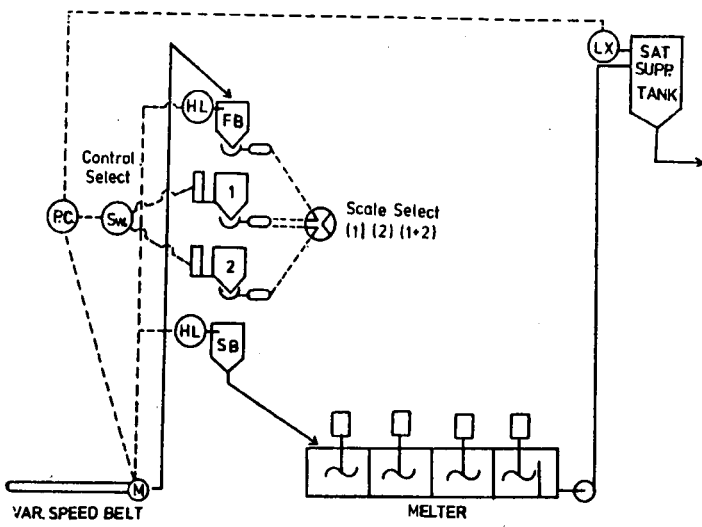 LX
SAT
SUPP.
TANK
HL
FB
Control
Select
1
P.C.
Sw.
Scale Select
(1) (2) (1+2)
2
HL
SB
M
VAR. SPEED BELT
MELTER